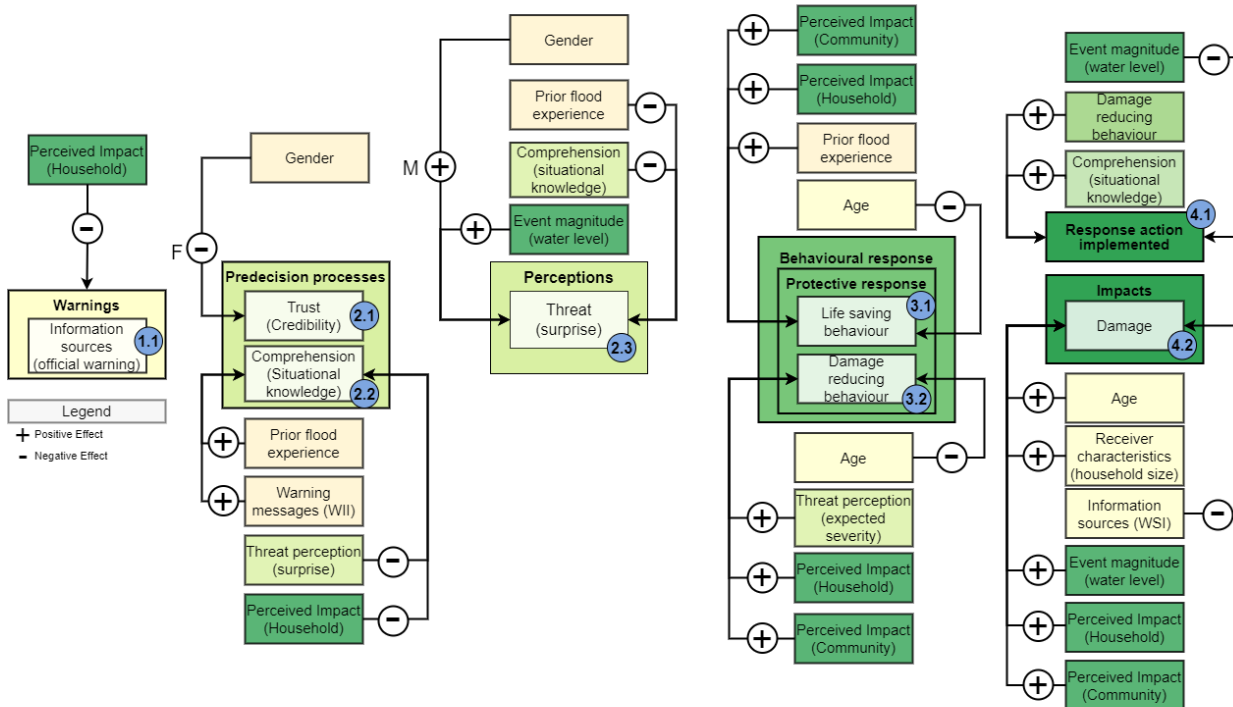 Perceived Impact
(Household)
-
Warnings
Information
sources
(official warning)
1.1
Legend
+ Positive Effect
- Negative Effect
Gender
F
-
Predecision processes
Trust
(Credibility)
2.1
Comprehension
(Situational
knowledge)
2.2
+
Prior flood
experience
+
Warning
messages (WII)
Threat perception
(surprise)
-
Perceived Impact
(Household)
-
Gender
M
+
Prior flood
experience
-
Comprehension
(situational
knowledge)
-
+
Event magnitude
(water level)
Perceptions
Threat
(surprise)
2.3
+
Perceived Impact
(Community)
+
Perceived Impact
(Household)
+
Prior flood
experience
Age
-
Behavioural response
Protective response
3.1
Life saving
behaviour
Damage
reducing
behaviour
3.2
Age
-
+
Threat perception
(expected
severity)
+
Perceived Impact
(Household)
+
Perceived Impact
(Community)
Event magnitude
(water level)
-
+
Damage
reducing
behaviour
+
Comprehension
(situational
knowledge)
4.1
Response action
implemented
Impacts
Damage
4.2
+
Age
+
Receiver
characteristics
(household size)
Information
sources (WSI)
-
+
Event magnitude
(water level)
+
Perceived Impact
(Household)
+
Perceived Impact
(Community)